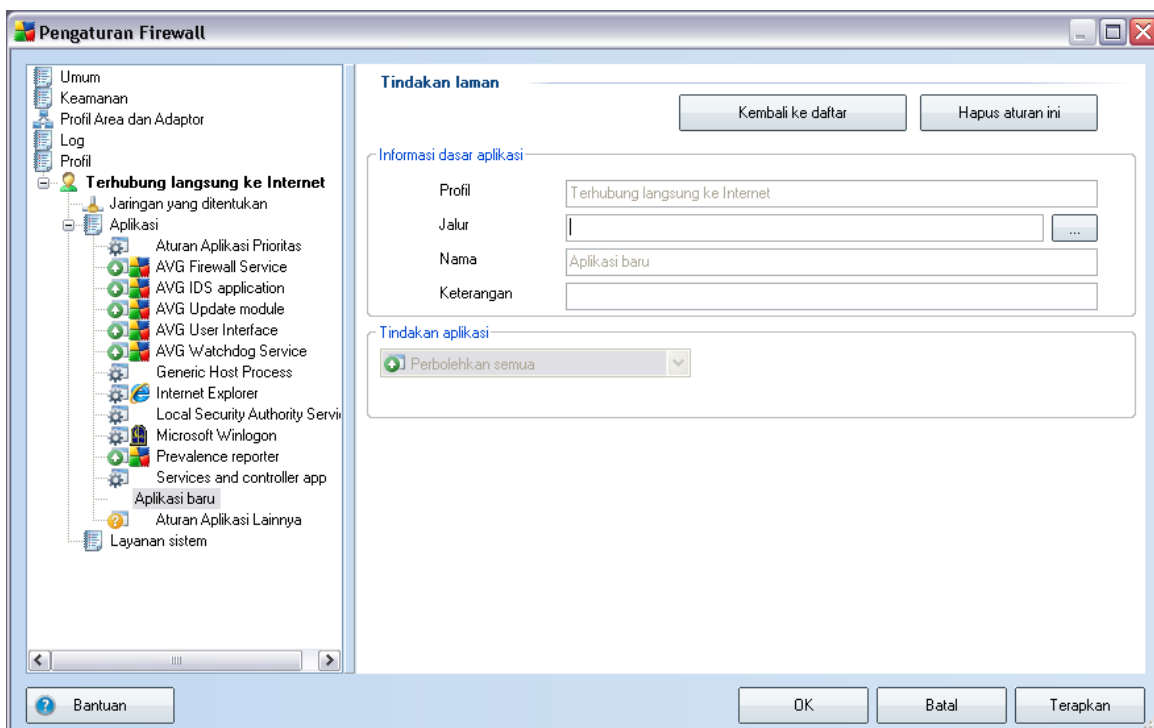 Pengaturan Firewall
Umum
Keamanan
Profil Area dan Adaptor
Log
Profil
Terhubung langsung ke Internet
Jaringan yang ditentukan
Aplikasi
Aturan Aplikasi Prioritas
AVG Firewall Service
AVG IDS application
AVG Update module
AVG User Interface
AVG Watchdog Service
Generic Host Process
Internet Explorer
Local Security Authority Servi
Microsoft Winlogon
Prevalence reporter
Services and controller app
Aplikasi baru
Aturan Aplikasi Lainnya
Layanan sistem
Tindakan laman
Kembali ke daftar Hapus aturan ini
Informasi dasar aplikasi
Profil Terhubung langsung ke Internet
Jalur ...
Nama Aplikasi baru
Keterangan
Tindakan aplikasi
Perbolehkan semua
Bantuan OK Batal Terapkan